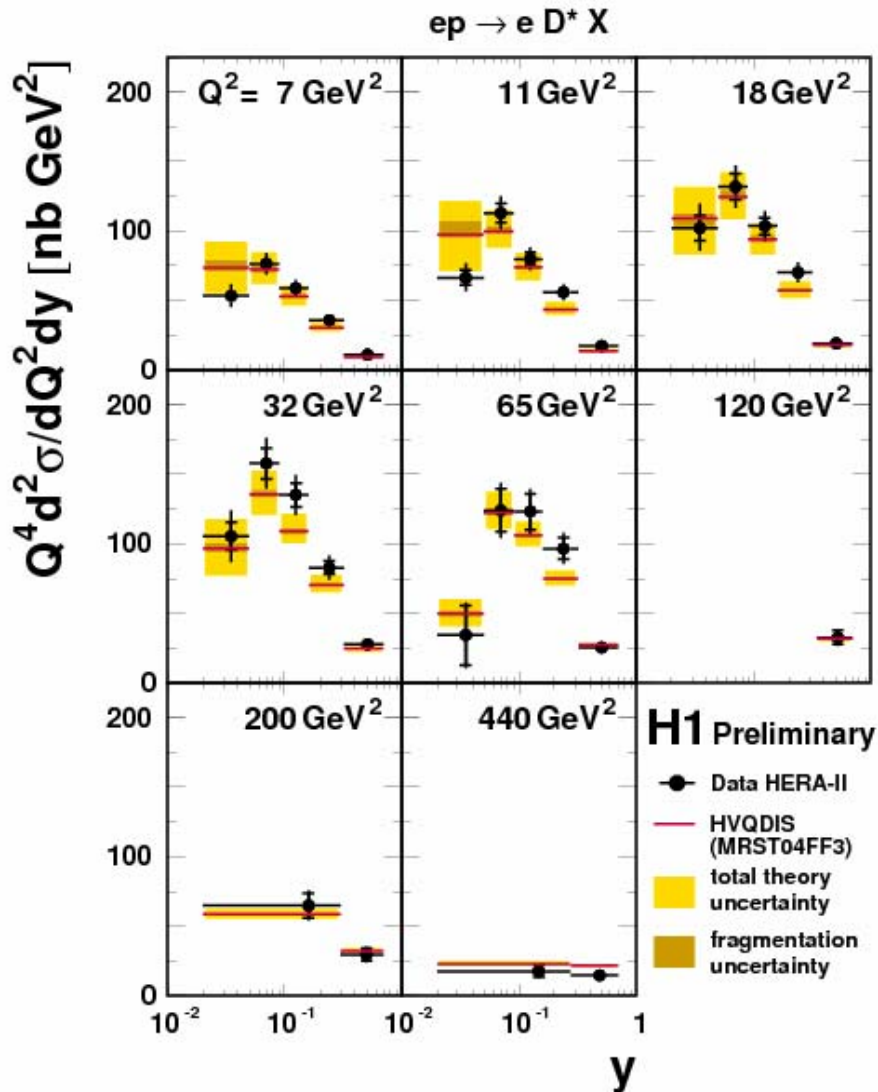 ep → e D* X
Q⁴ d²σ/dQ²dy [nb GeV²]
Q² = 7 GeV²
11 GeV²
18 GeV²
200
100
0
32 GeV²
65 GeV²
120 GeV²
200
100
0
200 GeV²
440 GeV²
200
100
0
H1 Preliminary
Data HERA-II
HVQDIS
(MRST04FF3)
total theory
uncertainty
fragmentation
uncertainty
10⁻² 10⁻¹ 10⁻² 10⁻¹ 1
y